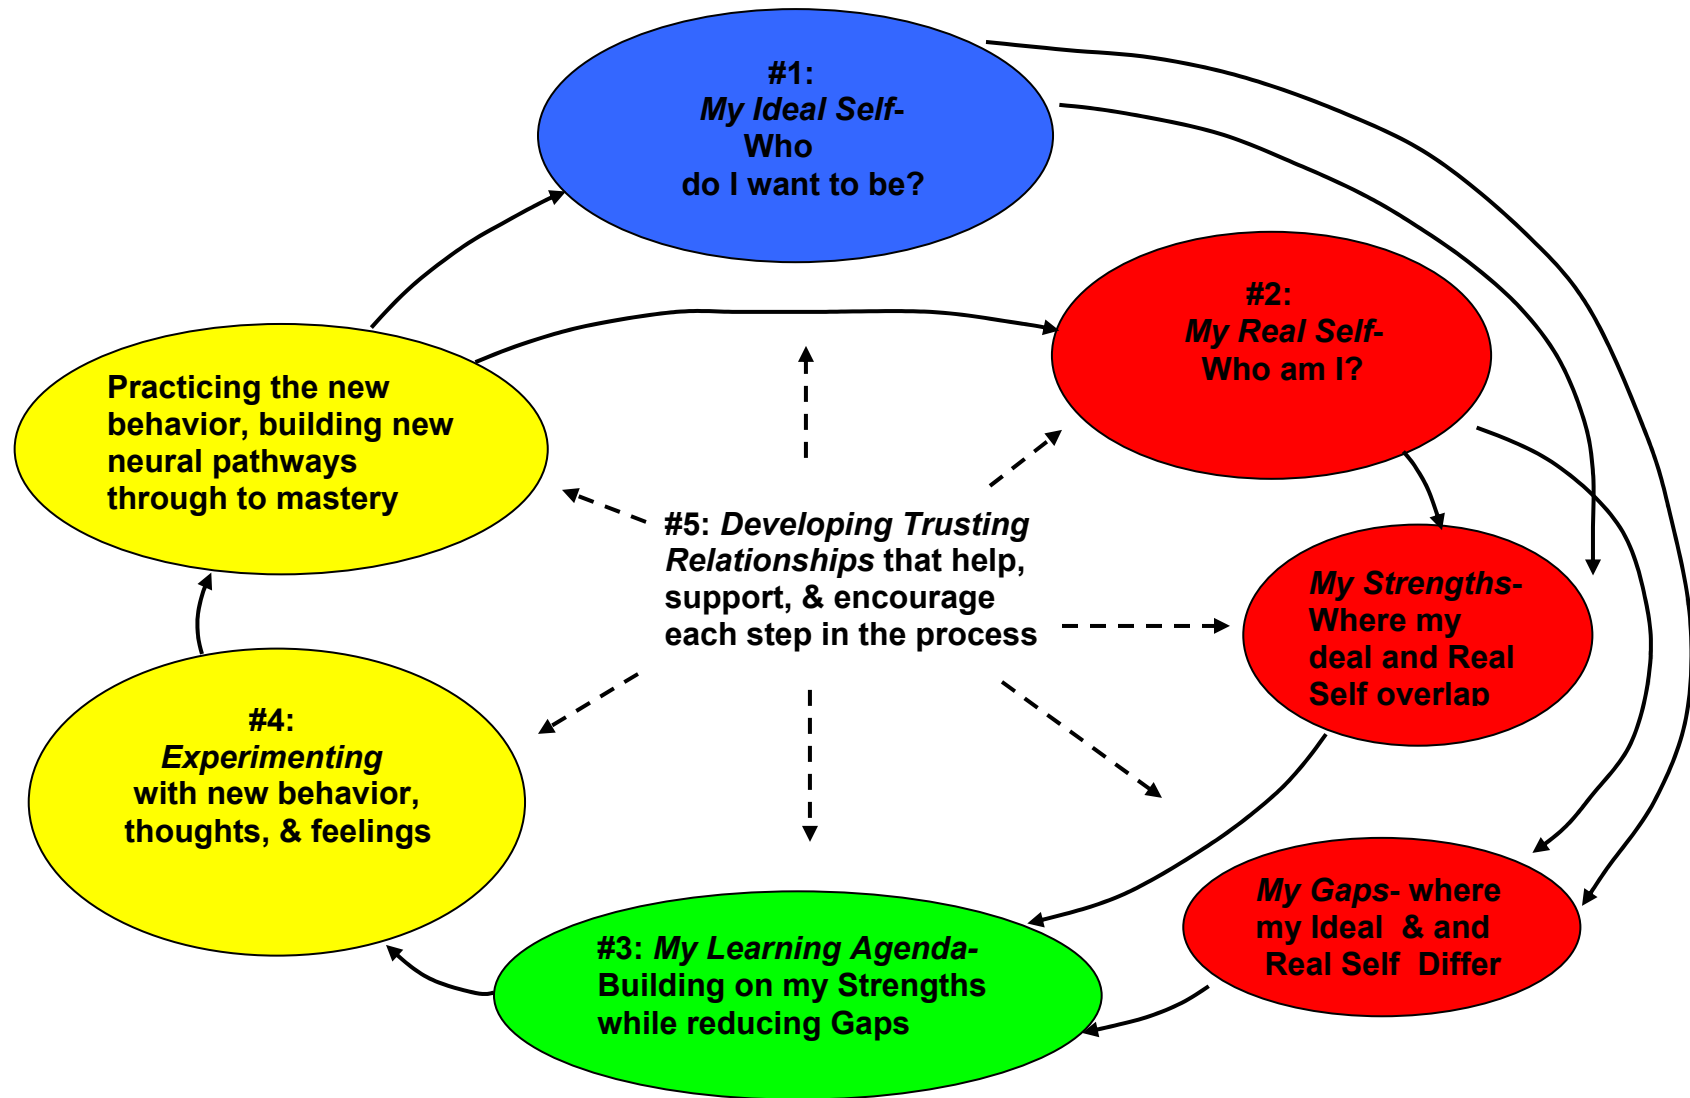 #1:
My Ideal Self-
Who
do I want to be?
#2:
My Real Self-
Who am I?
Practicing the new
behavior, building new
neural pathways
through to mastery
#5: Developing Trusting
Relationships that help,
support, & encourage
each step in the process
My Strengths-
Where my
deal and Real
Self overlap
#4:
Experimenting
with new behavior,
thoughts, & feelings
My Gaps- where
my Ideal & and
Real Self Differ
#3: My Learning Agenda-
Building on my Strengths
while reducing Gaps